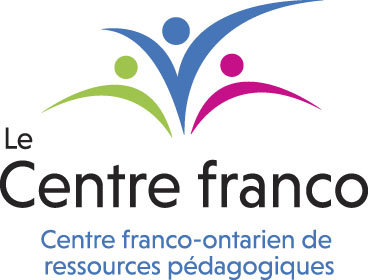 Le
Centre franco
Centre franco-ontarien de
ressources pédagogiques